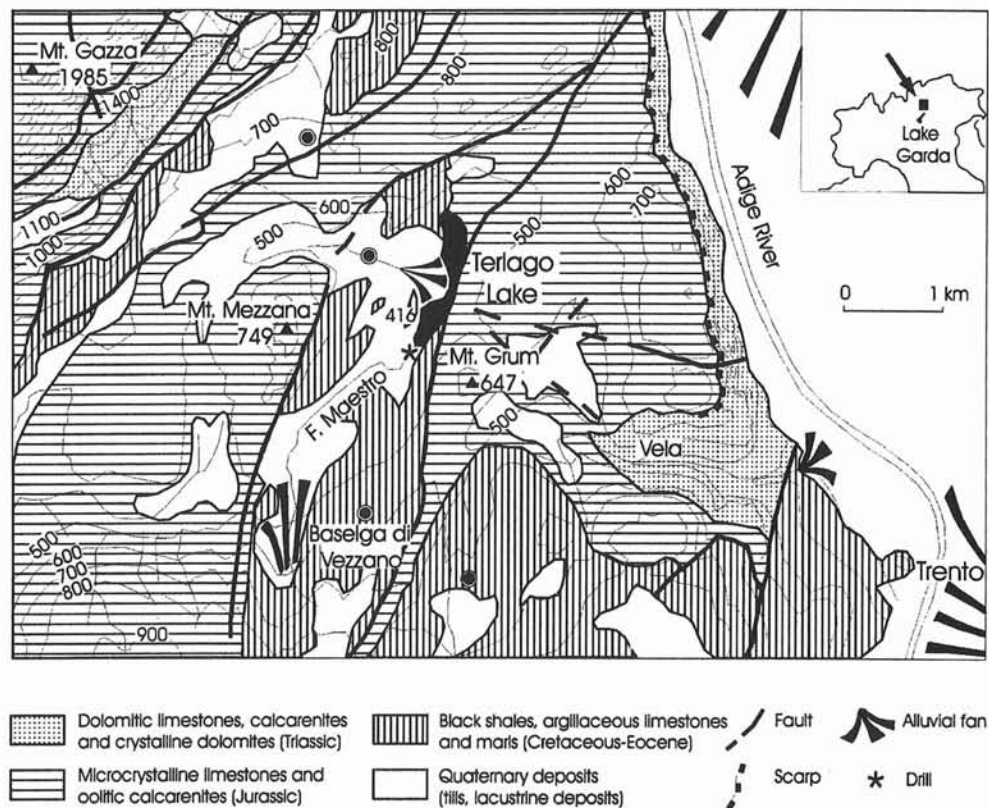 Mt. Gazza
1985
1400
800
800
700
1100
1000
600
500
Mt. Mezzana
749
416
Terlago
Lake
500
600
700
Adige River
Lake
Garda
0 1 km
Mt. Grum
647
500
F. Maestro
Vela
Baselga di
Vezzano
500
600
700
800
900
Trento
Dolomitic limestones, calcarenites
and crystalline dolomites (Triassic)
Microcrystalline limestones and
oolitic calcarenites (Jurassic)
Black shales, argillaceous limestones
and marls (Cretaceous-Eocene)
Quaternary deposits
(tills, lacustrine deposits)
Fault
Scarp
Alluvial fan
Drill